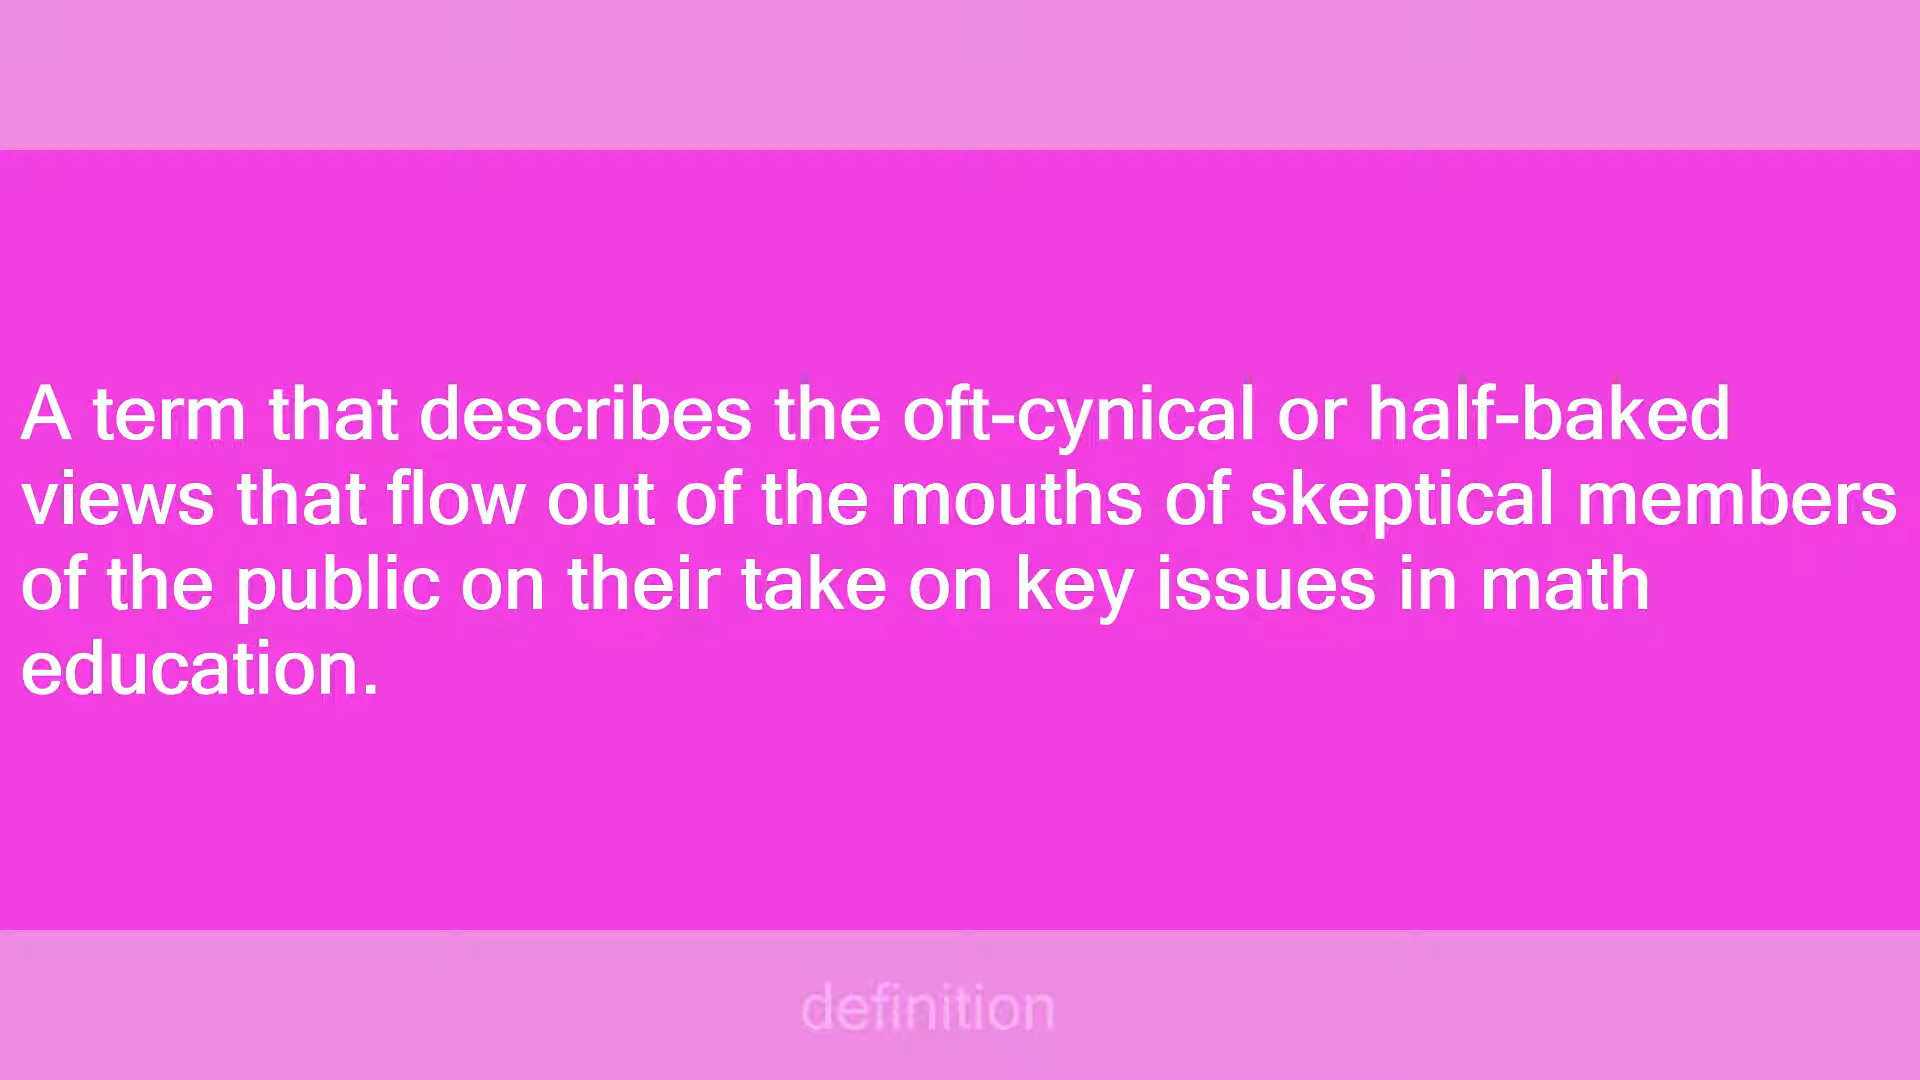 A term that describes the oft-cynical or half-baked
views that flow out of the mouths of skeptical members
of the public on their take on key issues in math
education.
definition